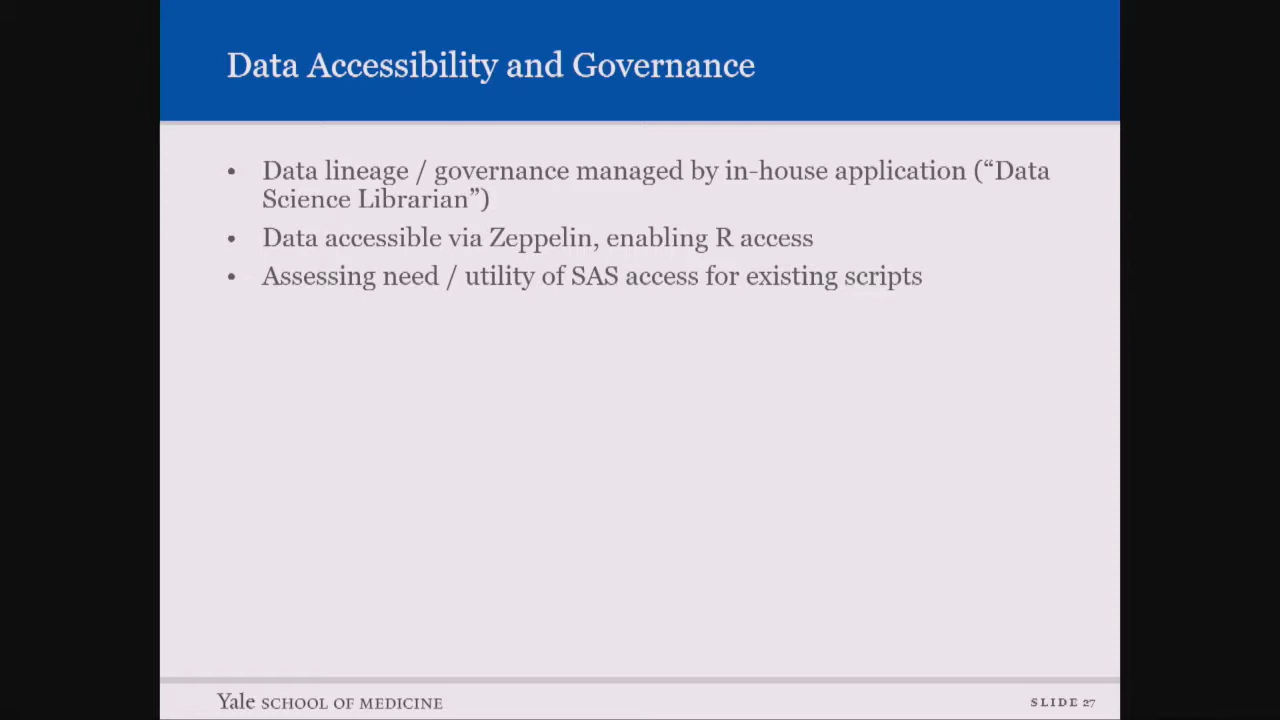 Data Accessibility and Governance
• Data lineage / governance managed by in-house application (“Data
Science Librarian”)
• Data accessible via Zeppelin, enabling R access
• Assessing need / utility of SAS access for existing scripts
Yale SCHOOL OF MEDICINE
SLIDE 27